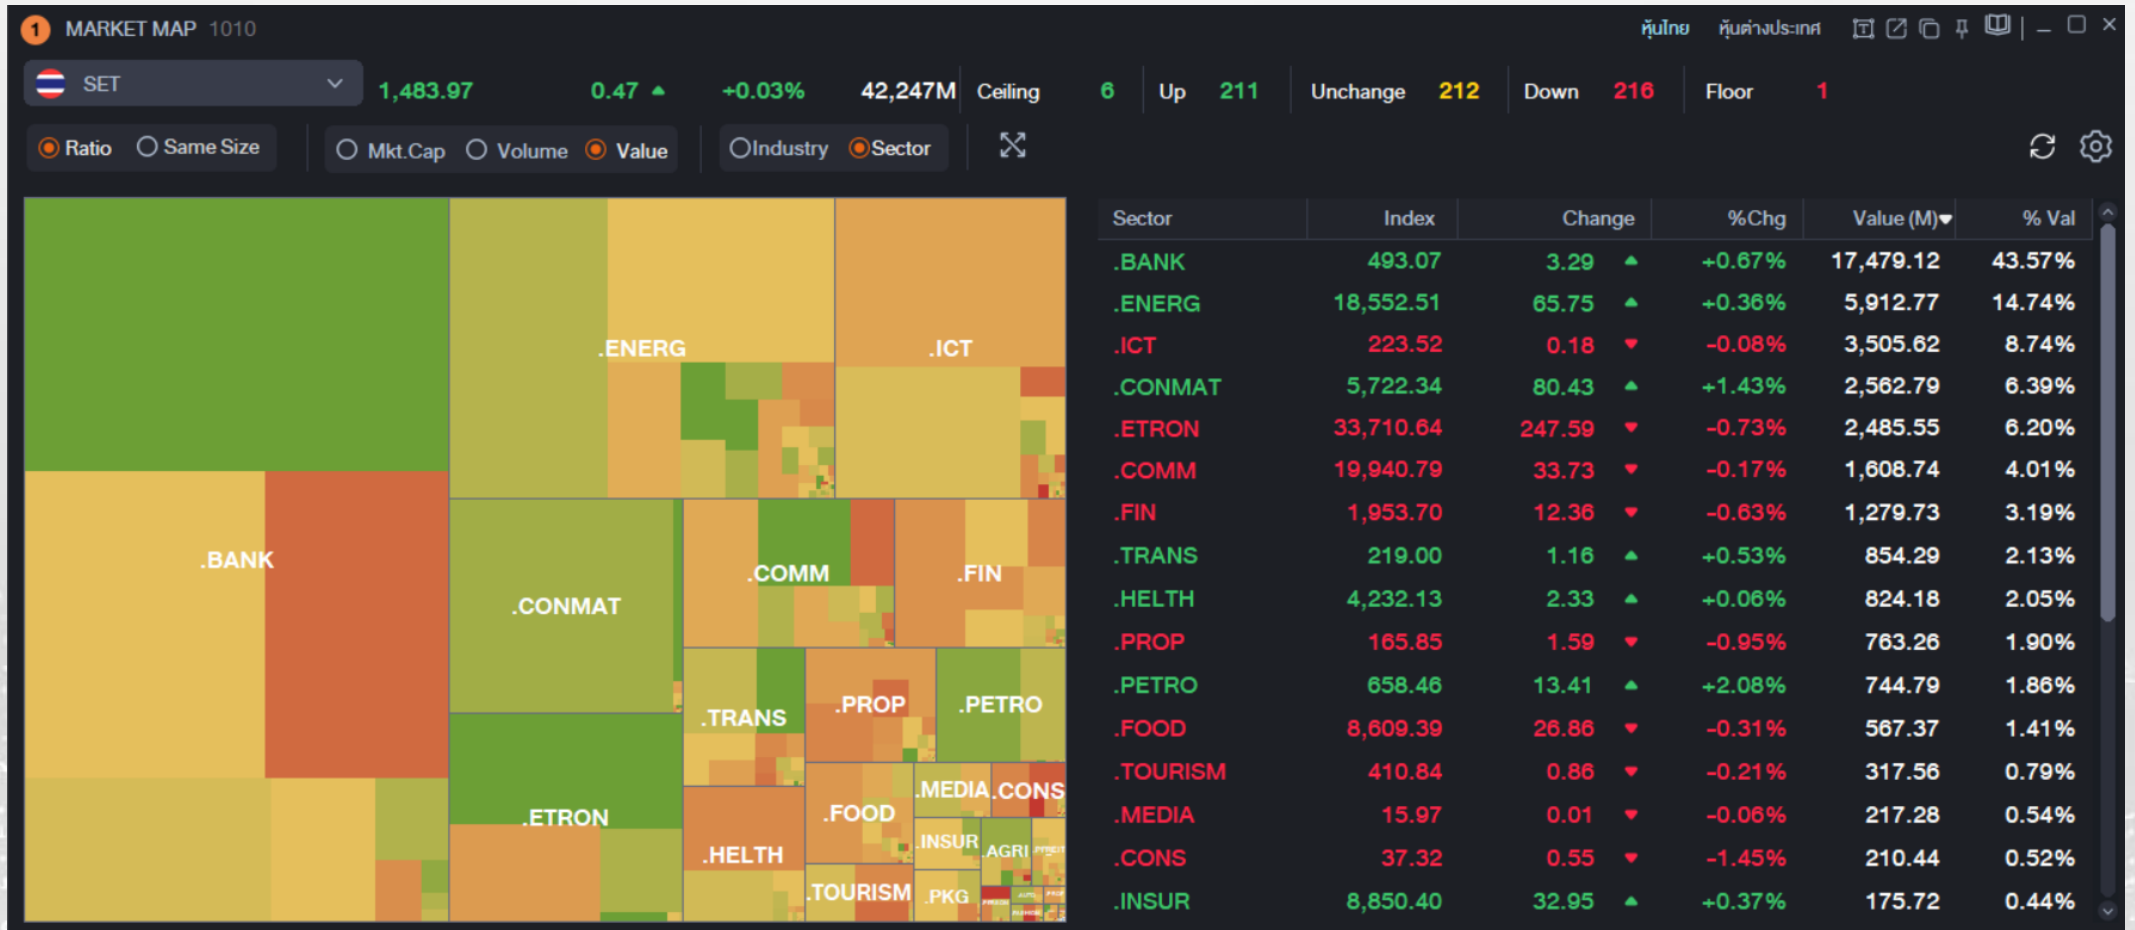 1 MARKET MAP 1010 หุ้นไทย หุ้นต่างประเทศ
SET 1,483.97 0.47 +0.03% 42,247M Ceiling 6 Up 211 Unchange 212 Down 216 Floor 1
Ratio Same Size Mkt.Cap Volume Value Industry Sector
.ENERG
.ICT
.BANK
.CONMAT
.COMM
.FIN
.ETRON
.TRANS
.PROP
.PETRO
.HELTH
.FOOD
.MEDIA
.CONS
.INSUR
.AGRI
.TOURISM
.PKG
Sector Index Change %Chg Value (M) % Val
.BANK 493.07 3.29 +0.67% 17,479.12 43.57%
.ENERG 18,552.51 65.75 +0.36% 5,912.77 14.74%
.ICT 223.52 0.18 -0.08% 3,505.62 8.74%
.CONMAT 5,722.34 80.43 +1.43% 2,562.79 6.39%
.ETRON 33,710.64 247.59 -0.73% 2,485.55 6.20%
.COMM 19,940.79 33.73 -0.17% 1,608.74 4.01%
.FIN 1,953.70 12.36 -0.63% 1,279.73 3.19%
.TRANS 219.00 1.16 +0.53% 854.29 2.13%
.HELTH 4,232.13 2.33 +0.06% 824.18 2.05%
.PROP 165.85 1.59 -0.95% 763.26 1.90%
.PETRO 658.46 13.41 +2.08% 744.79 1.86%
.FOOD 8,609.39 26.86 -0.31% 567.37 1.41%
.TOURISM 410.84 0.86 -0.21% 317.56 0.79%
.MEDIA 15.97 0.01 -0.06% 217.28 0.54%
.CONS 37.32 0.55 -1.45% 210.44 0.52%
.INSUR 8,850.40 32.95 +0.37% 175.72 0.44%